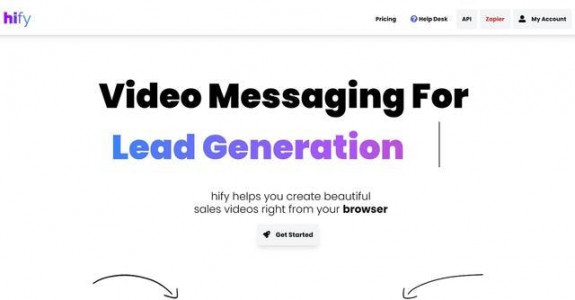 hify
Pricing
Help Desk
API
Zapier
My Account
Video Messaging For
Lead Generation
hify helps you create beautiful
sales videos right from your browser
Get Started